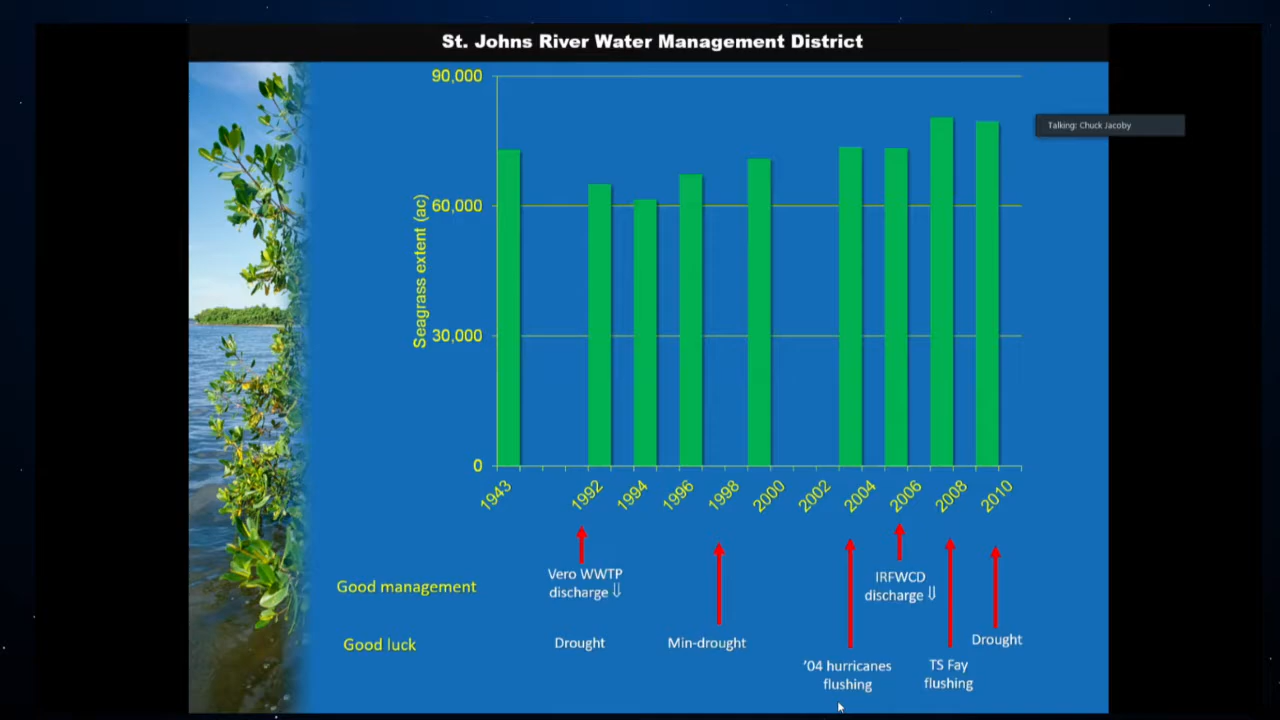 St. Johns River Water Management District
90,000
60,000
30,000
0
Seagrass extent (ac)
1943
1992
1994
1996
1998
2000
2002
2004
2006
2008
2010
Talking: Chuck Jacoby
Good management
Vero WWTP
discharge ⇩
IRFWCD
discharge ⇩
Good luck
Drought
Min-drought
’04 hurricanes
flushing
TS Fay
flushing
Drought